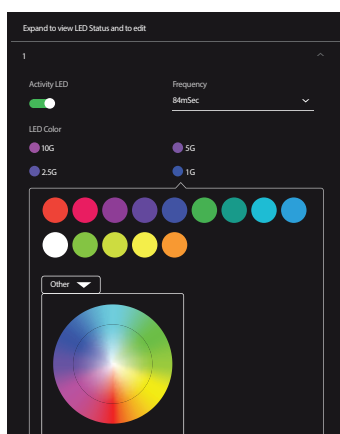 Expand to view LED Status and to edit
1
Activity LED
Frequency
84mSec
LED Color
10G
5G
2.5G
1G
Other